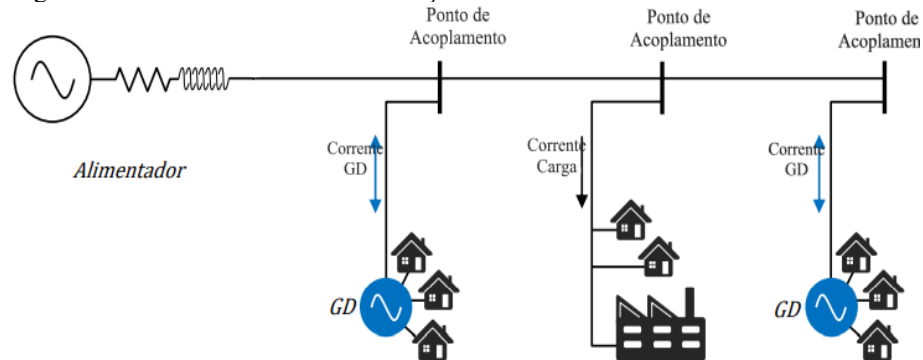 Ponto de
Acoplamento
Ponto de
Acoplamento
Ponto de
Acoplamen
Alimentador
Corrente
GD
Corrente
Carga
Corrente
GD
GD
GD